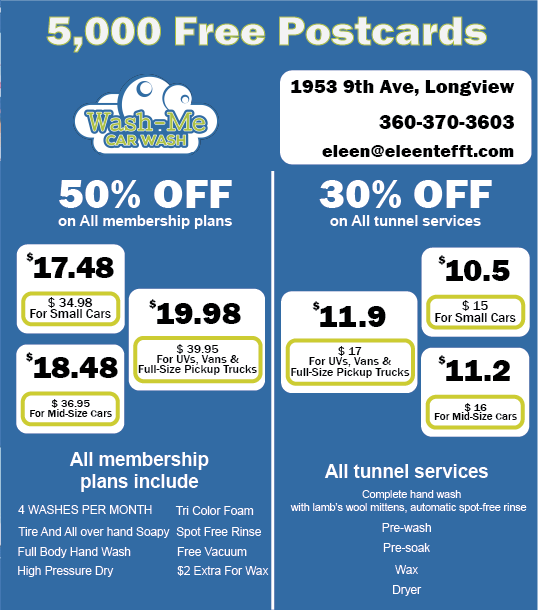 5,000 Free Postcards
Wash-Me
CAR WASH
1953 9th Ave, Longview
360-370-3603
eleen@eleentefft.com
50% OFF
on All membership plans
$17.48
$ 34.98
For Small Cars
$19.98
$ 39.95
For UVs, Vans &
Full-Size Pickup Trucks
$18.48
$ 36.95
For Mid-Size Cars
30% OFF
on All tunnel services
$10.5
$ 15
For Small Cars
$11.9
$ 17
For UVs, Vans &
Full-Size Pickup Trucks
$11.2
$ 16
For Mid-Size Cars
All membership
plans include
4 WASHES PER MONTH
Tri Color Foam
Tire And All over hand Soapy
Spot Free Rinse
Full Body Hand Wash
Free Vacuum
High Pressure Dry
$2 Extra For Wax
All tunnel services
Complete hand wash
with lamb's wool mittens, automatic spot-free rinse
Pre-wash
Pre-soak
Wax
Dryer